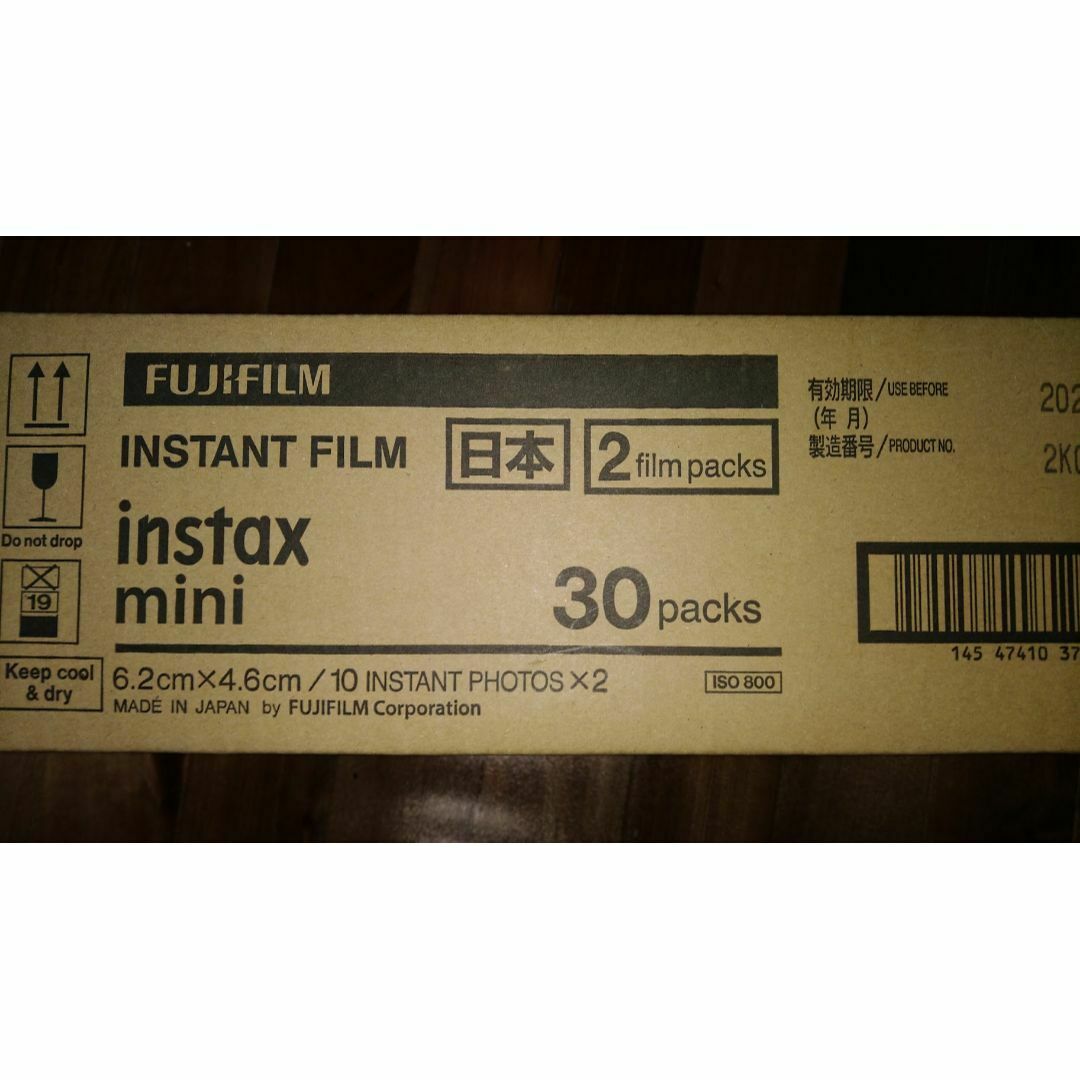 FUJIFILM
INSTANT FILM 日本 2 film packs
instax
mini
30 packs
6.2cm×4.6cm / 10 INSTANT PHOTOS×2
ISO 800
MADE IN JAPAN by FUJIFILM Corporation
Do not drop
19
Keep cool
& dry
有効期限/USE BEFORE
(年 月)
製造番号/PRODUCT NO.
145 47410 37